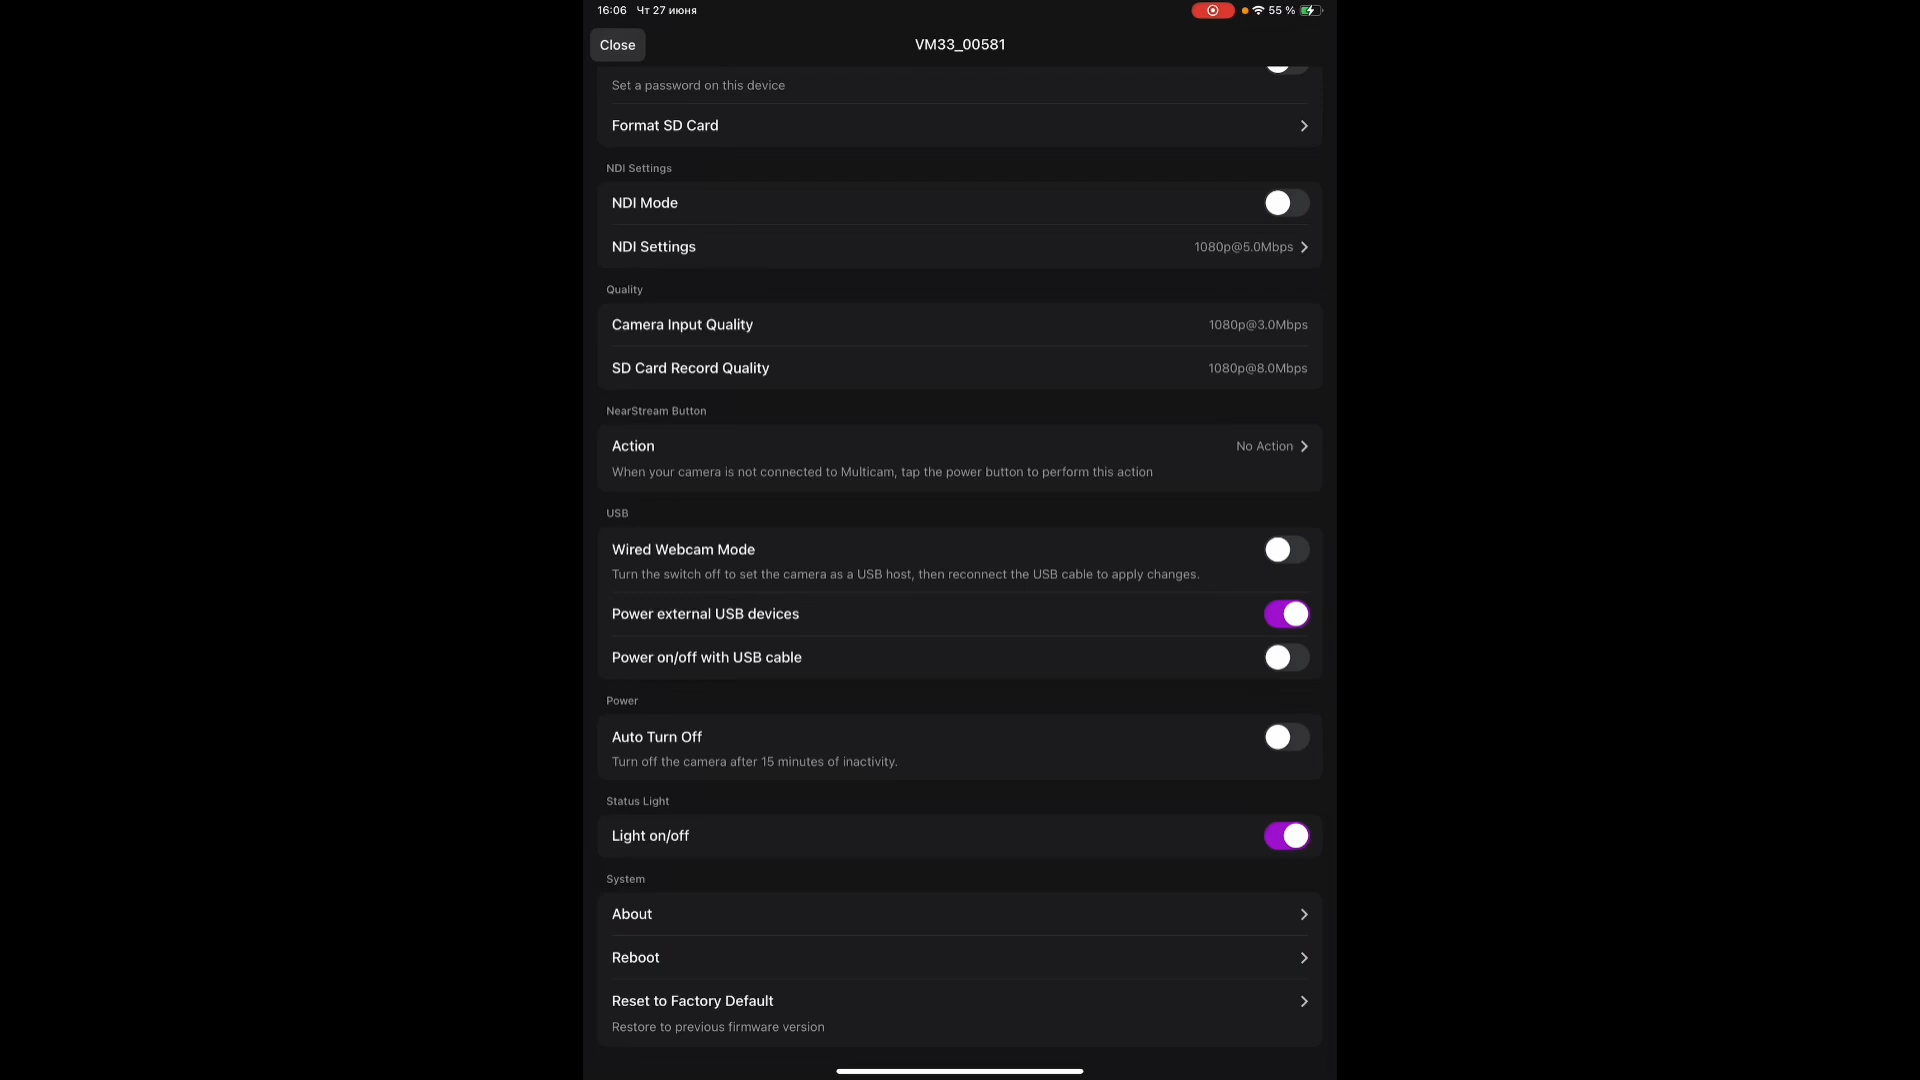 16:06 Чт 27 июня
55 %
Close
VM33_00581
Set a password on this device
Format SD Card
NDI Settings
NDI Mode
NDI Settings
1080p@5.0Mbps
Quality
Camera Input Quality
1080p@3.0Mbps
SD Card Record Quality
1080p@8.0Mbps
NearStream Button
Action
No Action
When your camera is not connected to Multicam, tap the power button to perform this action
USB
Wired Webcam Mode
Turn the switch off to set the camera as a USB host, then reconnect the USB cable to apply changes.
Power external USB devices
Power on/off with USB cable
Power
Auto Turn Off
Turn off the camera after 15 minutes of inactivity.
Status Light
Light on/off
System
About
Reboot
Reset to Factory Default
Restore to previous firmware version